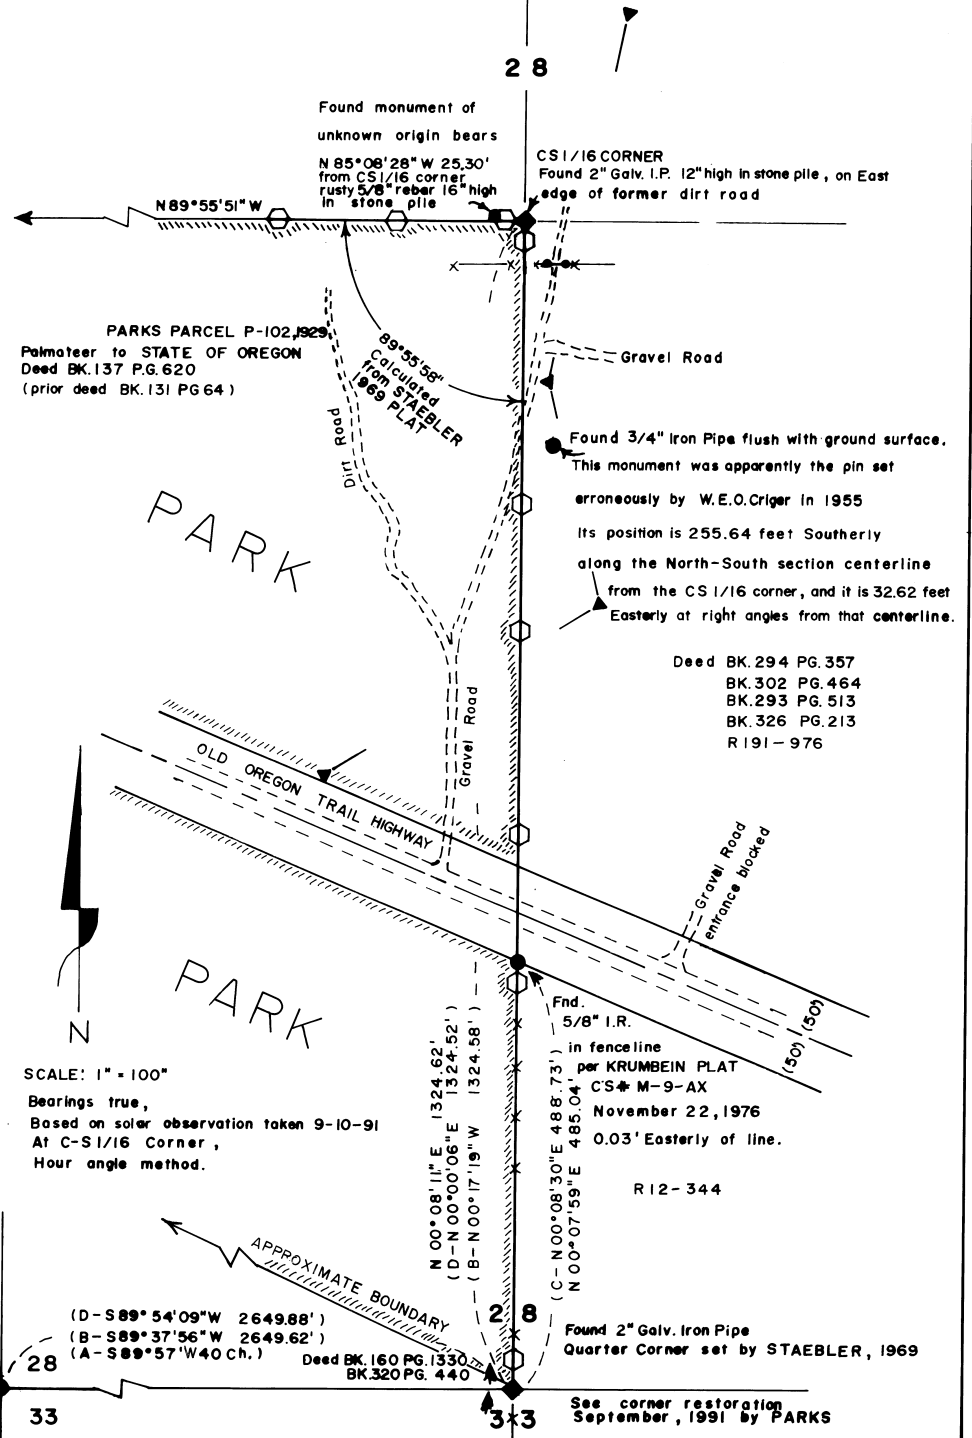 28
Found monument of
unknown origin bears
N 85°08'28" W 25.30'
from CS1/16 corner
rusty 5/8" rebar 16" high
in stone pile
CS 1/16 CORNER
Found 2" Galv. I.P. 12" high in stone pile, on East
edge of former dirt road
N89°55'51" W
PARKS PARCEL P-102, 1929,
Palmateer to STATE OF OREGON
Deed BK. 137 P.G. 620
(prior deed BK. 131 PG 64)
89°55'58"
Calculated
from STAEBLER
1969 PLAT
Gravel Road
Dirt Road
Found 3/4" Iron Pipe flush with ground surface.
This monument was apparently the pin set
erroneously by W.E.O. Criger in 1955
Its position is 255.64 feet Southerly
along the North-South section centerline
from the CS 1/16 corner, and it is 32.62 feet
Easterly at right angles from that centerline.
PARK
Deed BK. 294 PG. 357
BK. 302 PG. 464
BK. 293 PG. 513
BK. 326 PG. 213
R 191-976
Gravel Road
OLD OREGON TRAIL HIGHWAY
Gravel Road
entrance blocked
PARK
(50')
(50')
N
Fnd.
5/8" I.R.
in fenceline
per KRUMBEIN PLAT
CS# M-9-AX
November 22, 1976
0.03' Easterly of line.
R 12-344
SCALE: 1" = 100"
Bearings true,
Based on solar observation taken 9-10-91
At C-S 1/16 Corner,
Hour angle method.
N 00°08'11" E 1324.62'
(D-N 00°00'06" E 1324.52')
(B-N 00°17'19" W 1324.58')
(C-N 00°08'30" E 488.73')
N 00°07'59" E 485.04'
APPROXIMATE BOUNDARY
(D-S 89°54'09" W 2649.88')
(B-S 89°37'56" W 2649.62')
(A-S 89°57' W 40 Ch.)
Deed BK. 160 PG. 1330
BK. 320 PG. 440
28
28
Found 2" Galv. Iron Pipe
Quarter Corner set by STAEBLER, 1969
33
3x3
See corner restoration
September, 1991 by PARKS